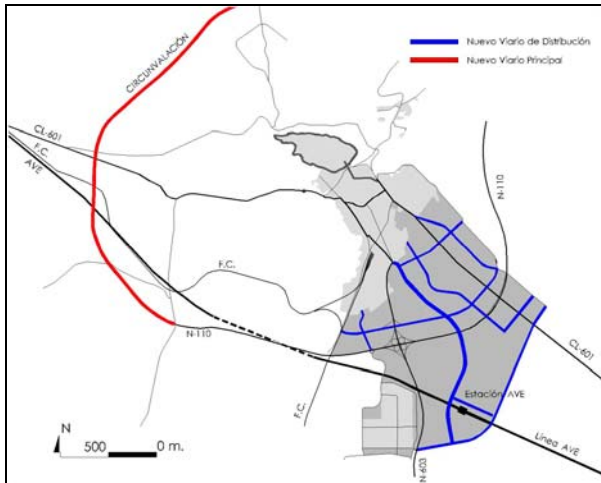 Nuevo Viario de Distribución
Nuevo Viario Principal
CIRCUNVALACIÓN
CL-601
F.C.
AVE
N-110
F.C.
N-110
CL-601
Estación AVE
F.C.
N
500 0 m.
N-603
Línea AVE